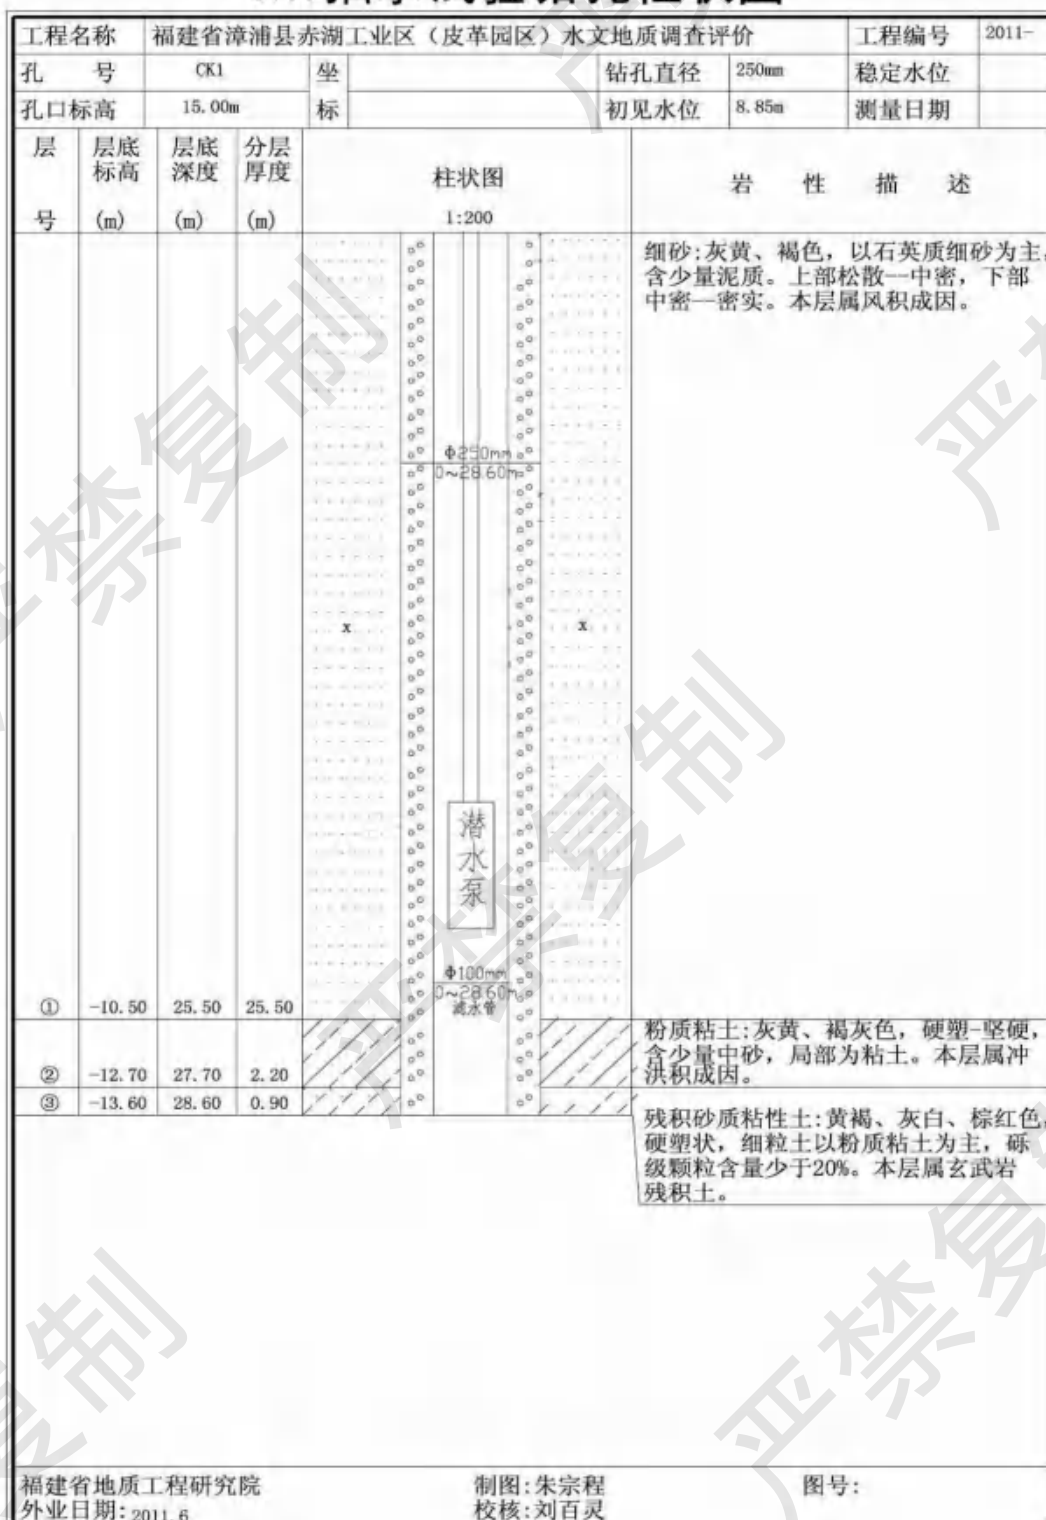 工程名称 福建省漳浦县赤湖工业区（皮革园区）水文地质调查评价 工程编号 2011-
孔 号 CK1 坐 钻孔直径 250mm 稳定水位
孔口标高 15.00m 标 初见水位 8.85m 测量日期
层 层底 层底 分层
标高 深度 厚度 柱状图 岩 性 描 述
号 (m) (m) (m) 1:200
细砂:灰黄、褐色，以石英质细砂为主，
含少量泥质。上部松散—中密，下部
中密—密实。本层属风积成因。
Φ250mm
0~28.60m
x x
潜
水
泵
Φ100mm
0~28.60m
滤水管
① -10.50 25.50 25.50
粉质粘土:灰黄、褐灰色，硬塑-坚硬，
含少量中砂，局部为粘土。本层属冲
洪积成因。
② -12.70 27.70 2.20
③ -13.60 28.60 0.90
残积砂质粘性土:黄褐、灰白、棕红色，
硬塑状，细粒土以粉质粘土为主，砾
级颗粒含量少于20%。本层属玄武岩
残积土。
福建省地质工程研究院 制图:朱宗程 图号:
外业日期:2011.6 校核:刘百灵
严禁复制
严禁复制
严禁复制
严禁复制